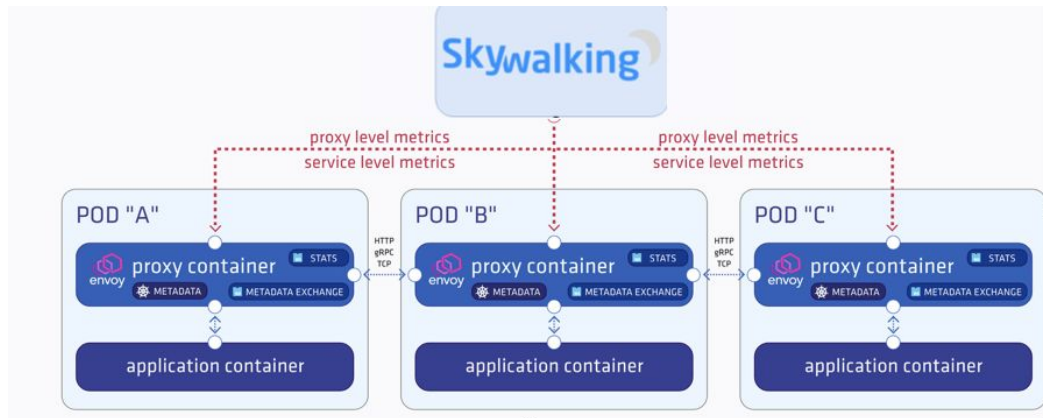 Skywalking
proxy level metrics
proxy level metrics
service level metrics
service level metrics
POD "A"
POD "B"
POD "C"
HTTP
gRPC
TCP
HTTP
gRPC
TCP
envoy
proxy container
STATS
METADATA
METADATA EXCHANGE
envoy
proxy container
STATS
METADATA
METADATA EXCHANGE
envoy
proxy container
STATS
METADATA
METADATA EXCHANGE
application container
application container
application container